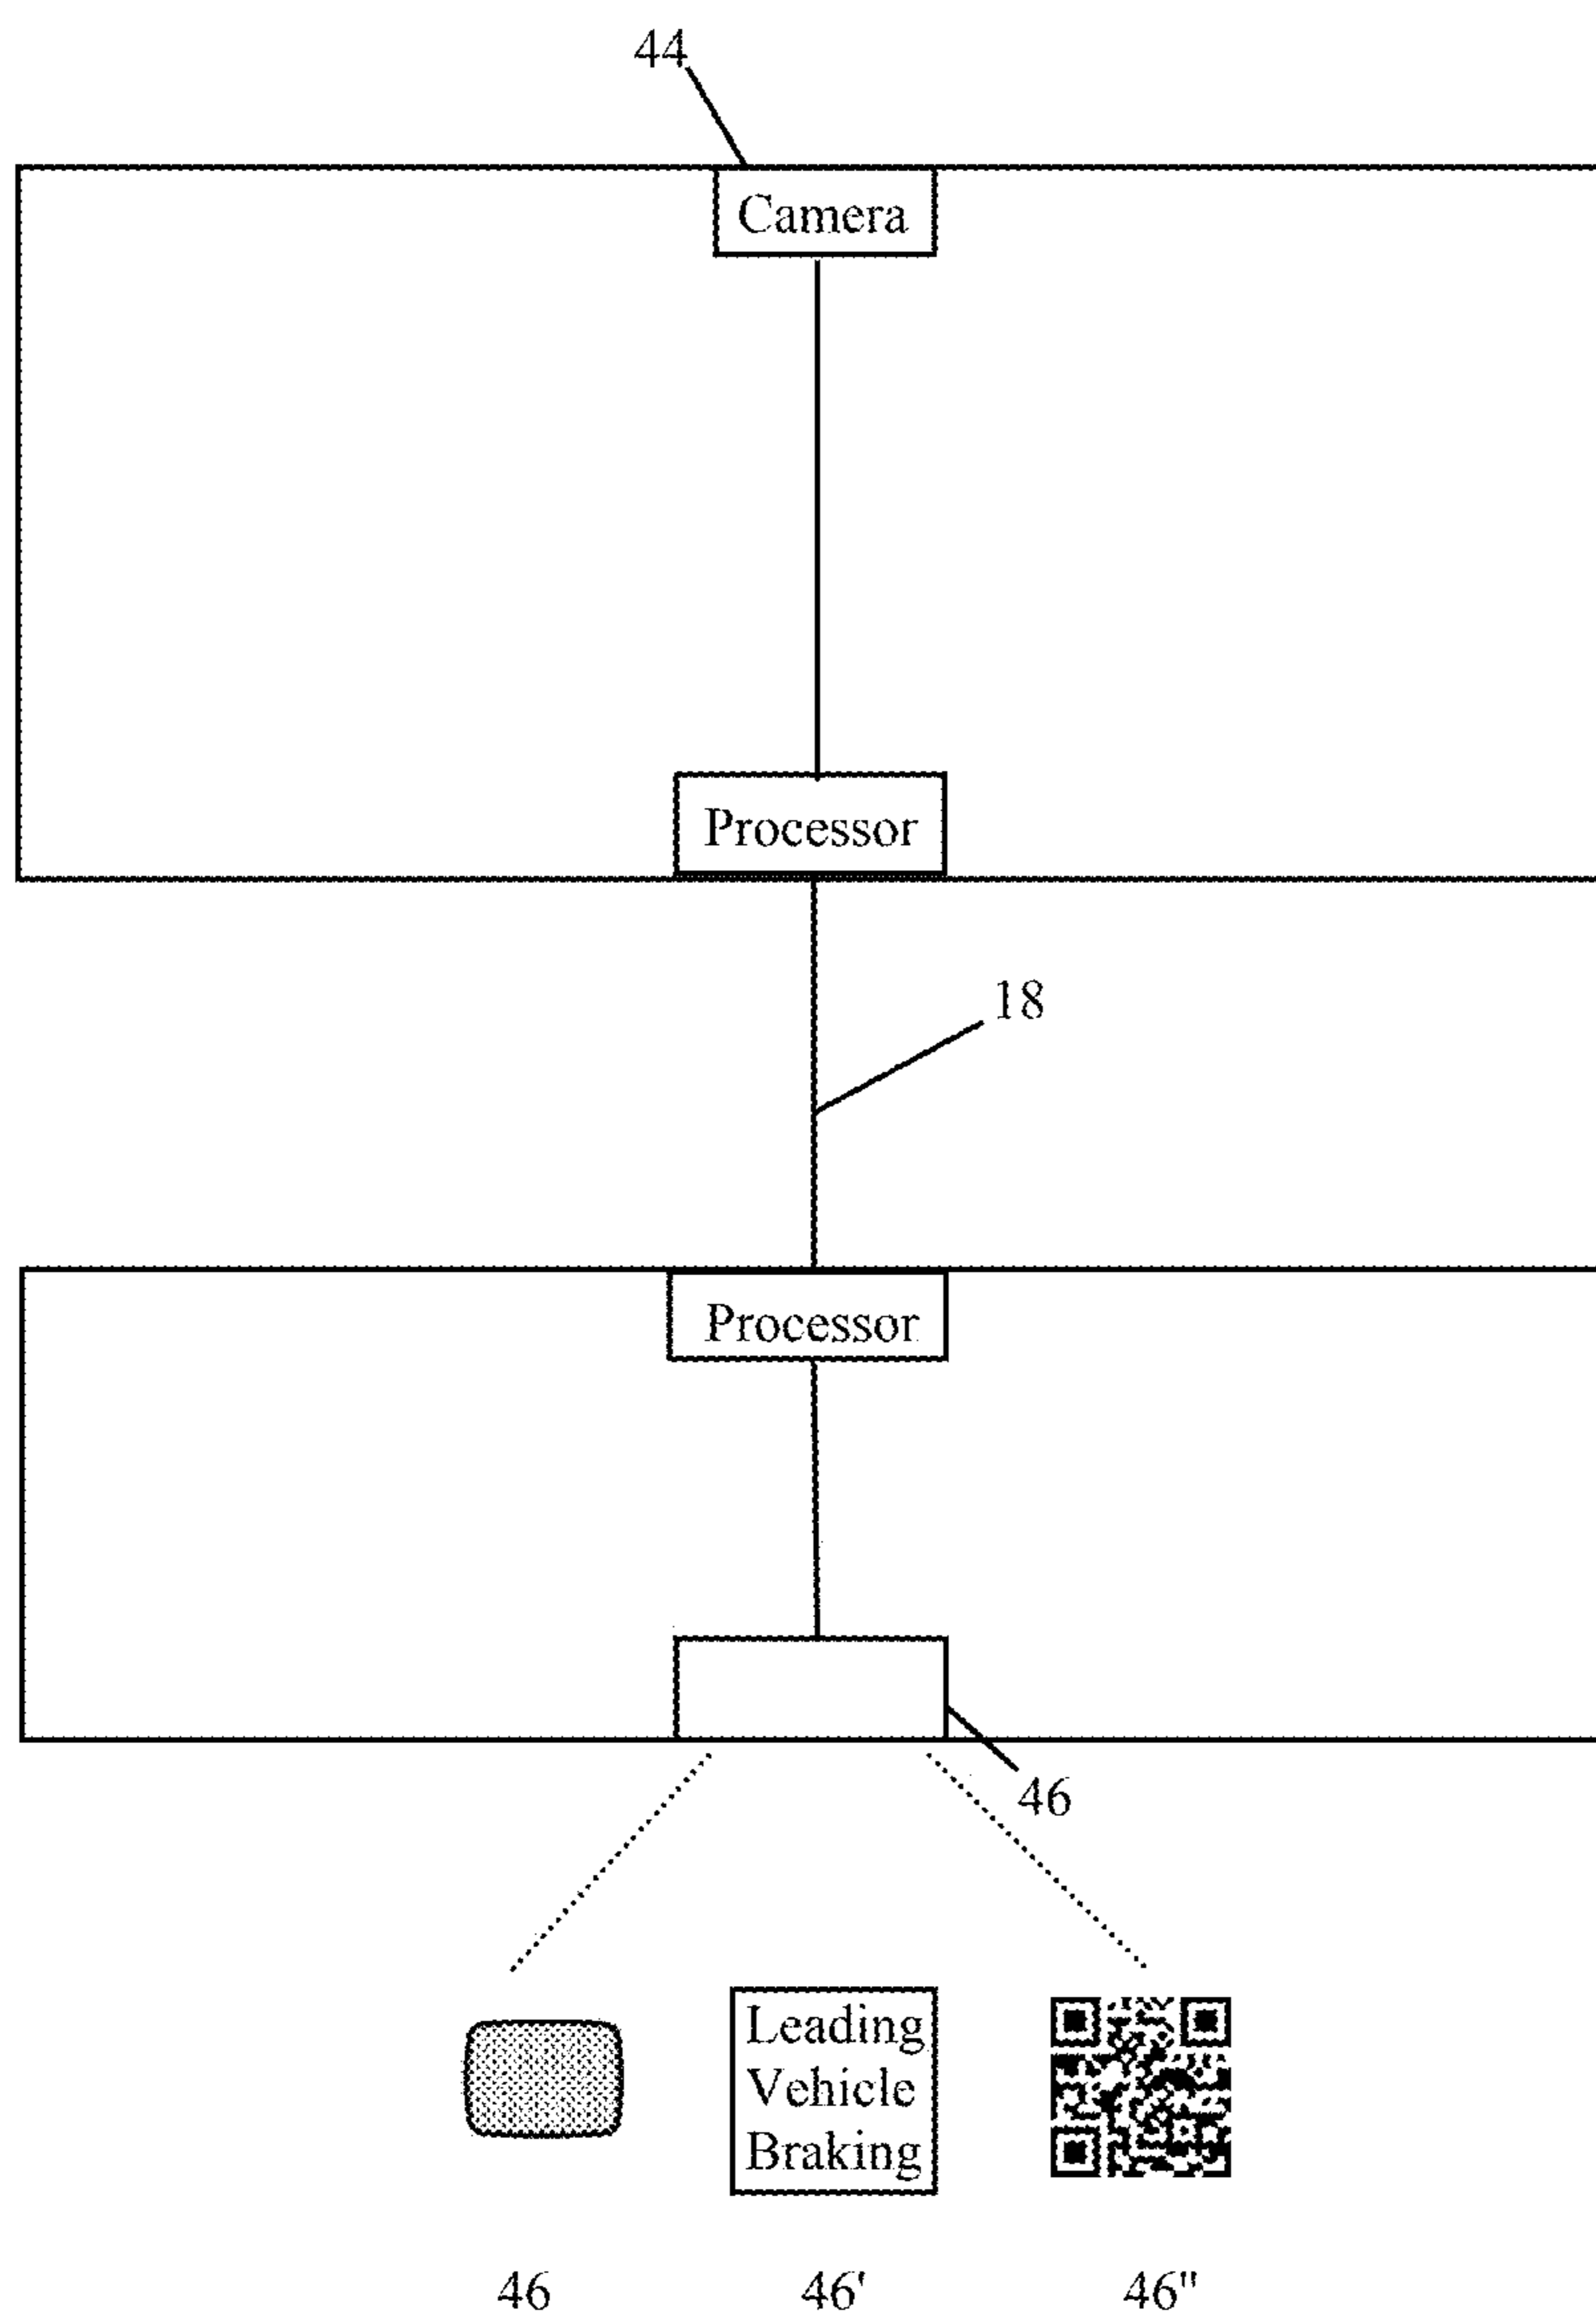 44
Camera
Processor
18
Processor
46
Leading
Vehicle
Braking
46 46' 46"